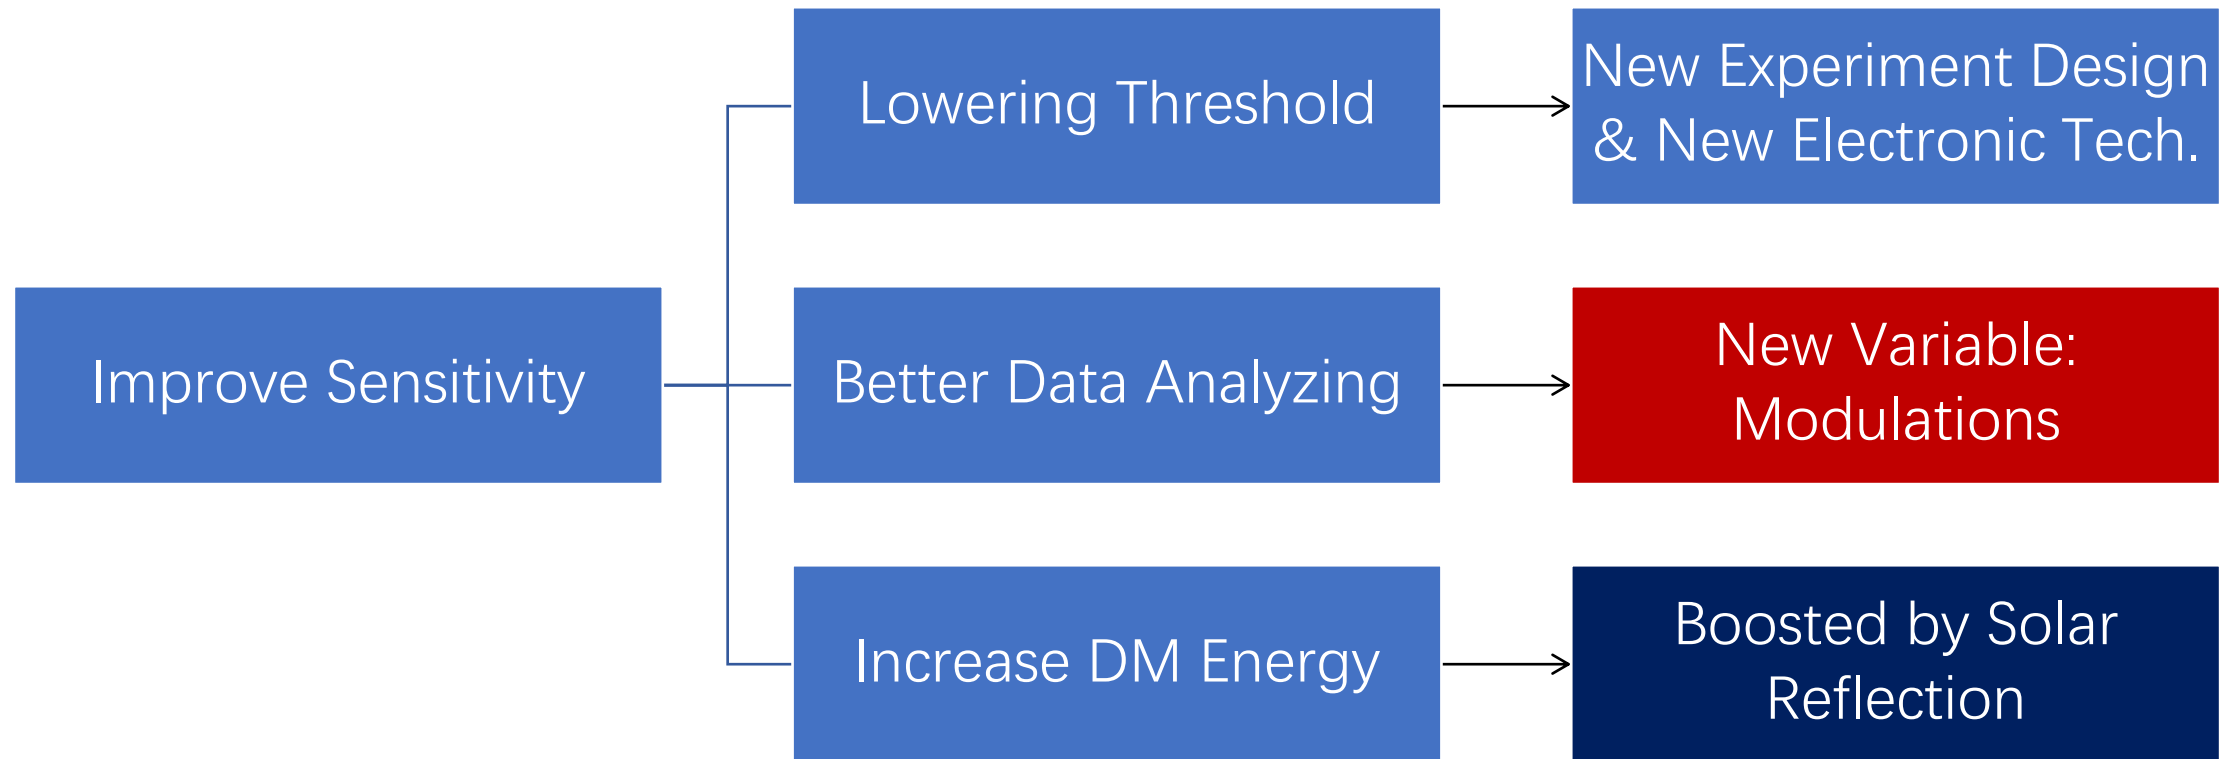 Improve Sensitivity
Lowering Threshold
New Experiment Design
& New Electronic Tech.
Better Data Analyzing
New Variable:
Modulations
Increase DM Energy
Boosted by Solar
Reflection